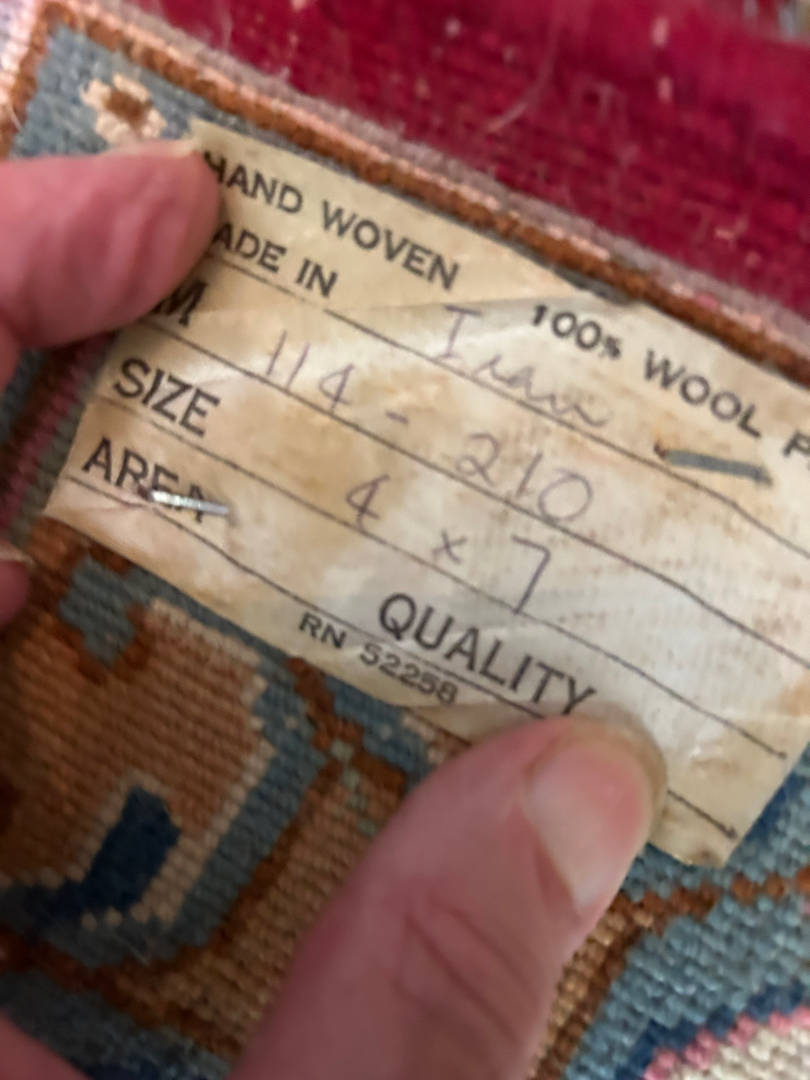 HAND WOVEN 100% WOOL P
ADE IN Iran
M 114 - 210
SIZE 4 x 7
AREA
QUALITY
RN 52258